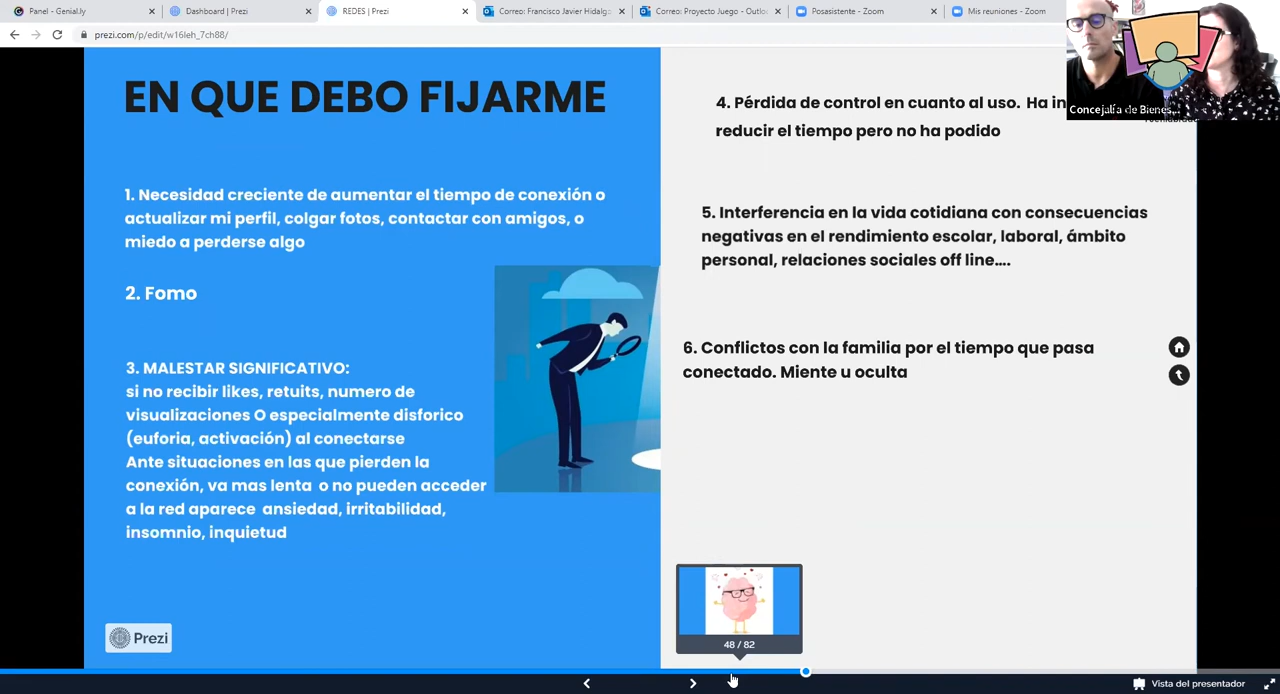 Panel - Genial.ly
Dashboard | Prezi
REDES | Prezi
Correo: Francisco Javier Hidalg
Correo: Proyecto Juego - Outlo
Posasistente - Zoom
Mis reuniones - Zoom
prezi.com/p/edit/w16leh_7ch88/
Concejalía de Bienes...
EN QUE DEBO FIJARME
1. Necesidad creciente de aumentar el tiempo de conexión o
actualizar mi perfil, colgar fotos, contactar con amigos, o
miedo a perderse algo
2. Fomo
3. MALESTAR SIGNIFICATIVO:
si no recibir likes, retuits, numero de
visualizaciones O especialmente disforico
(euforia, activación) al conectarse
Ante situaciones en las que pierden la
conexión, va mas lenta o no pueden acceder
a la red aparece ansiedad, irritabilidad,
insomnio, inquietud
4. Pérdida de control en cuanto al uso. Ha in
reducir el tiempo pero no ha podido
5. Interferencia en la vida cotidiana con consecuencias
negativas en el rendimiento escolar, laboral, ámbito
personal, relaciones sociales off line....
6. Conflictos con la familia por el tiempo que pasa
conectado. Miente u oculta
48 / 82
Prezi
Vista del presentador